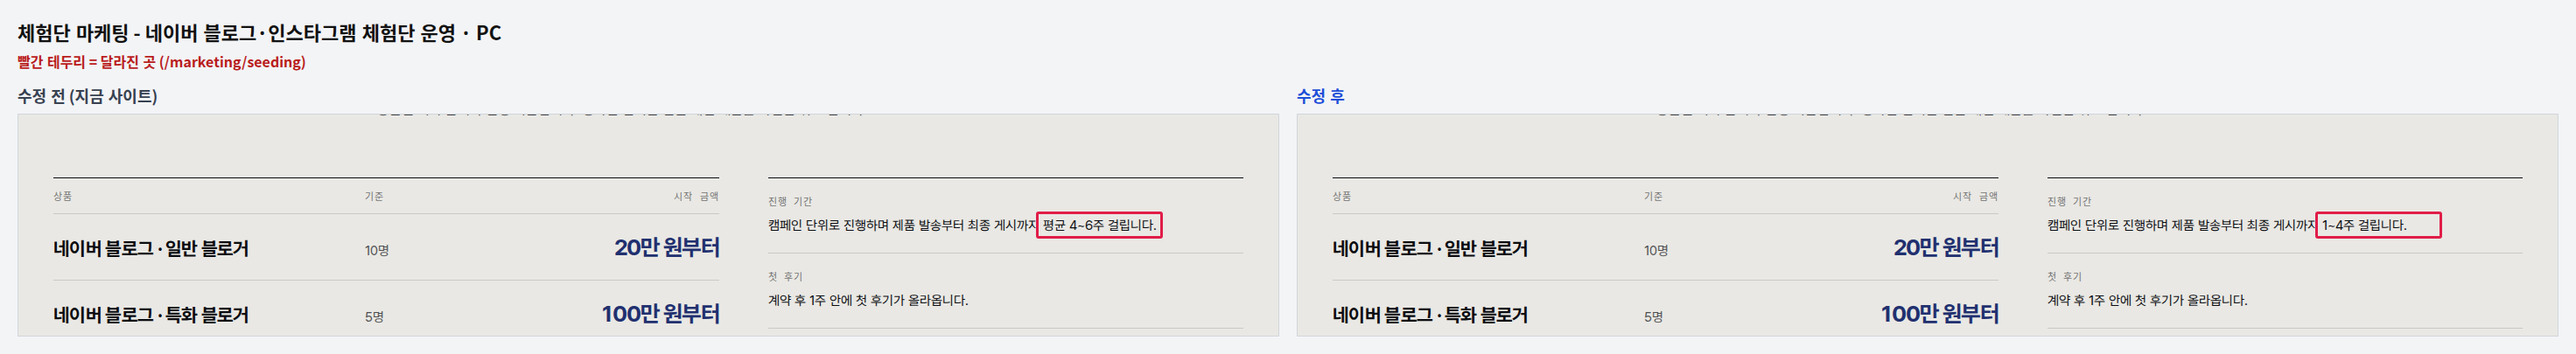 체험단 마케팅 - 네이버 블로그·인스타그램 체험단 운영 · PC
빨간 테두리 = 달라진 곳 (/marketing/seeding)
수정 전 (지금 사이트)
상품 기준 시작 금액
네이버 블로그 · 일반 블로거 10명 20만 원부터
네이버 블로그 · 특화 블로거 5명 100만 원부터
진행 기간
캠페인 단위로 진행하며 제품 발송부터 최종 게시까지 평균 4~6주 걸립니다.
첫 후기
계약 후 1주 안에 첫 후기가 올라옵니다.
수정 후
상품 기준 시작 금액
네이버 블로그 · 일반 블로거 10명 20만 원부터
네이버 블로그 · 특화 블로거 5명 100만 원부터
진행 기간
캠페인 단위로 진행하며 제품 발송부터 최종 게시까지 1~4주 걸립니다.
첫 후기
계약 후 1주 안에 첫 후기가 올라옵니다.